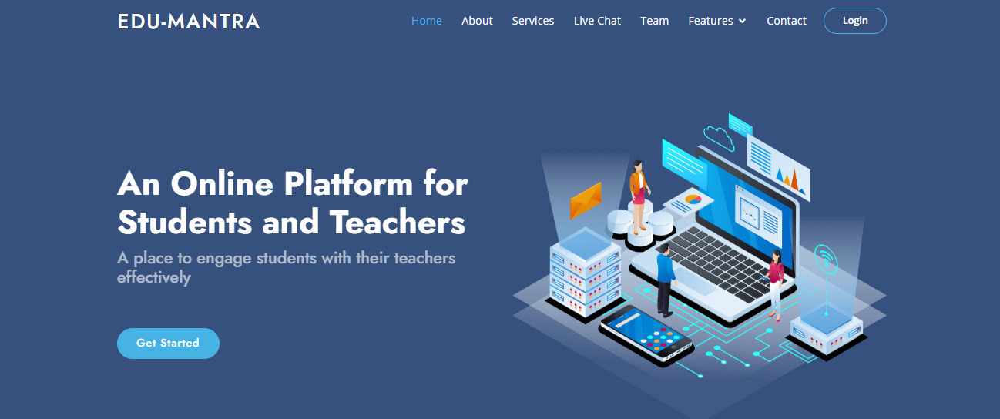 EDU-MANTRA
Home About Services Live Chat Team Features Contact Login
An Online Platform for
Students and Teachers
A place to engage students with their teachers
effectively
Get Started